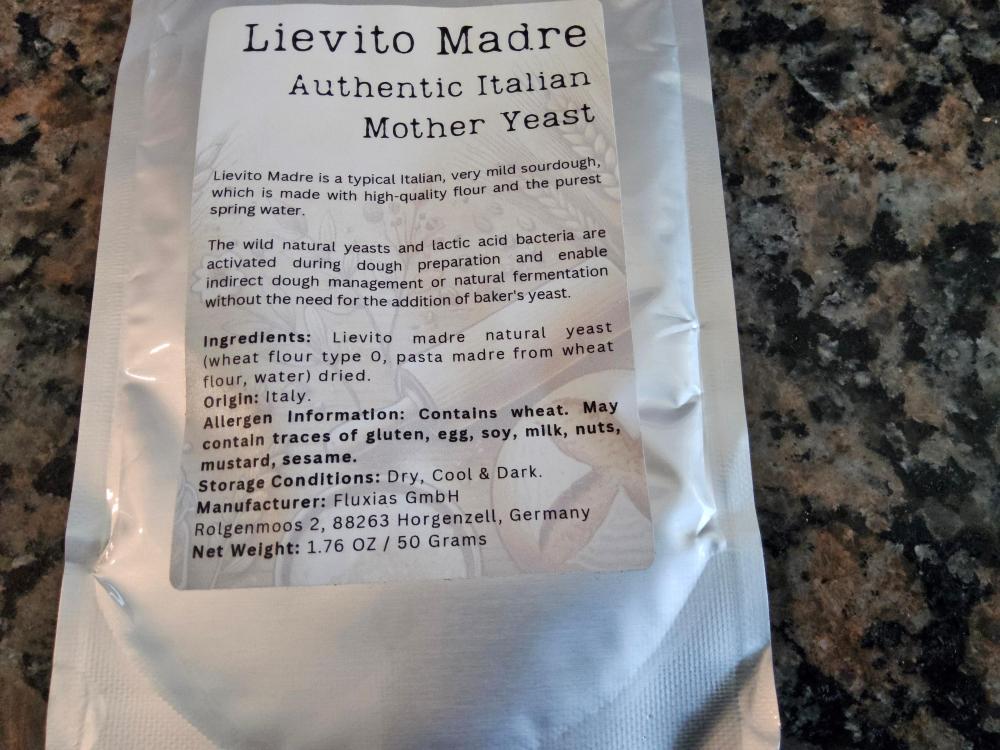 Lievito Madre
Authentic Italian
Mother Yeast
Lievito Madre is a typical Italian, very mild sourdough,
which is made with high-quality flour and the purest
spring water.
The wild natural yeasts and lactic acid bacteria are
activated during dough preparation and enable
indirect dough management or natural fermentation
without the need for the addition of baker's yeast.
Ingredients: Lievito madre natural yeast
(wheat flour type 0, pasta madre from wheat
flour, water) dried.
Origin: Italy.
Allergen Information: Contains wheat. May
contain traces of gluten, egg, soy, milk, nuts,
mustard, sesame.
Storage Conditions: Dry, Cool & Dark.
Manufacturer: Fluxias GmbH
Rolgenmoos 2, 88263 Horgenzell, Germany
Net Weight: 1.76 OZ / 50 Grams